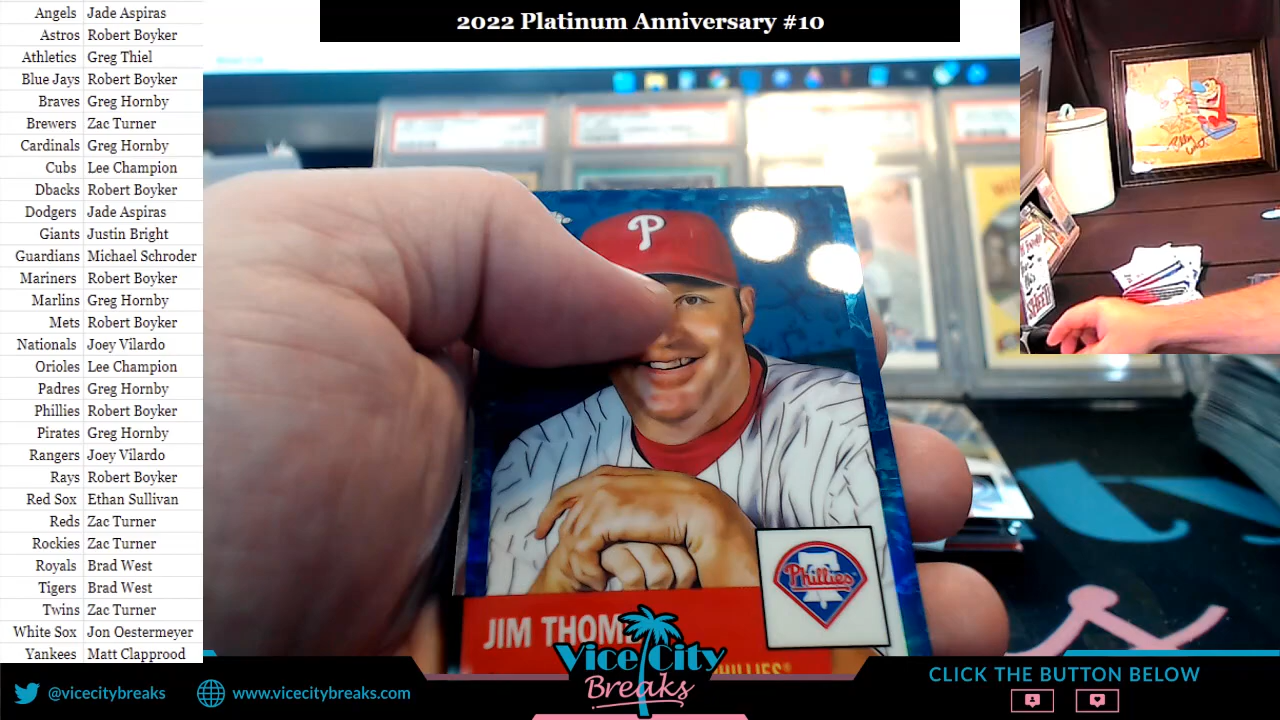 2022 Platinum Anniversary #10
Angels Jade Aspiras
Astros Robert Boyker
Athletics Greg Thiel
Blue Jays Robert Boyker
Braves Greg Hornby
Brewers Zac Turner
Cardinals Greg Hornby
Cubs Lee Champion
Dbacks Robert Boyker
Dodgers Jade Aspiras
Giants Justin Bright
Guardians Michael Schroder
Mariners Robert Boyker
Marlins Greg Hornby
Mets Robert Boyker
Nationals Joey Vilardo
Orioles Lee Champion
Padres Greg Hornby
Phillies Robert Boyker
Pirates Greg Hornby
Rangers Joey Vilardo
Rays Robert Boyker
Red Sox Ethan Sullivan
Reds Zac Turner
Rockies Zac Turner
Royals Brad West
Tigers Brad West
Twins Zac Turner
White Sox Jon Oestermeyer
Yankees Matt Clapprood
P
Phillies
JIM THOM
PHILLIES
Vice City
Breaks
@vicecitybreaks
www.vicecitybreaks.com
CLICK THE BUTTON BELOW